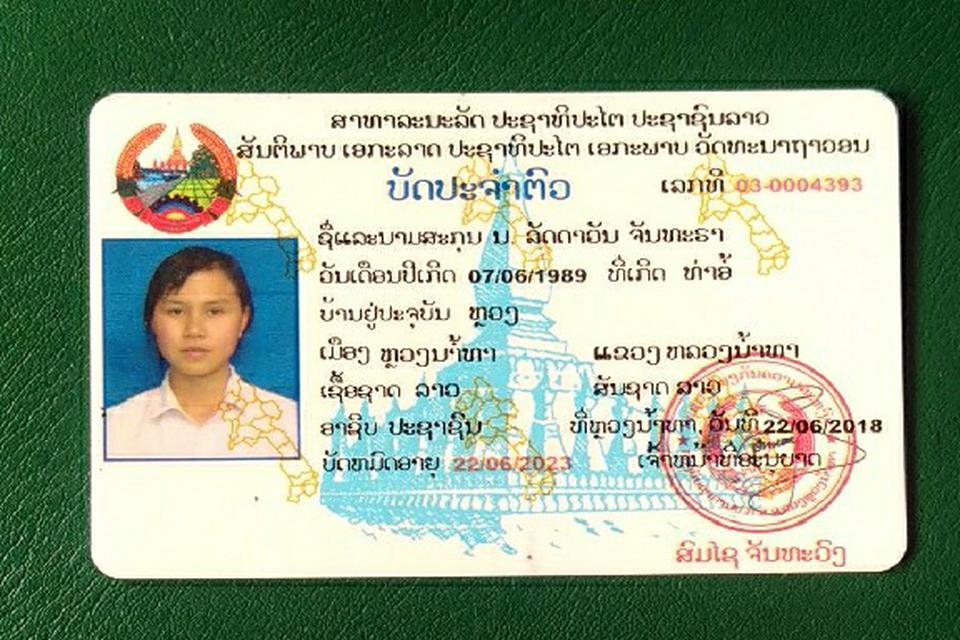 ສາທາລະນະລັດ ປະຊາທິປະໄຕ ປະຊາຊົນລາວ
ສັນຕິພາບ ເອກະລາດ ປະຊາທິປະໄຕ ເອກະພາບ ວັດທະນາຖາວອນ
ບັດປະຈຳຕົວ ເລກທີ 03-0004393
ຊື່ແລະນາມສະກຸນ ນ. ລັດດາວັນ ຈັນທະຣາ
ວັນເດືອນປີເກີດ 07/06/1989 ທີ່ເກີດ ທ່າອໍ້
ບ້ານຢູ່ປະຈຸບັນ ຫຼວງ
ເມືອງ ຫຼວງນ້ຳທາ ແຂວງ ຫລວງນ້ຳທາ
ເຊື້ອຊາດ ລາວ ສັນຊາດ ລາວ
ອາຊີບ ປະຊາຊົນ ທີ່ຫຼວງນ້ຳທາ, ວັນທີ 22/06/2018
ບັດໝົດອາຍຸ 22/06/2023 ເຈົ້າໜ້າທີ່ອະນຸຍາດ
ສົມໄຊ ຈັນທະວົງ